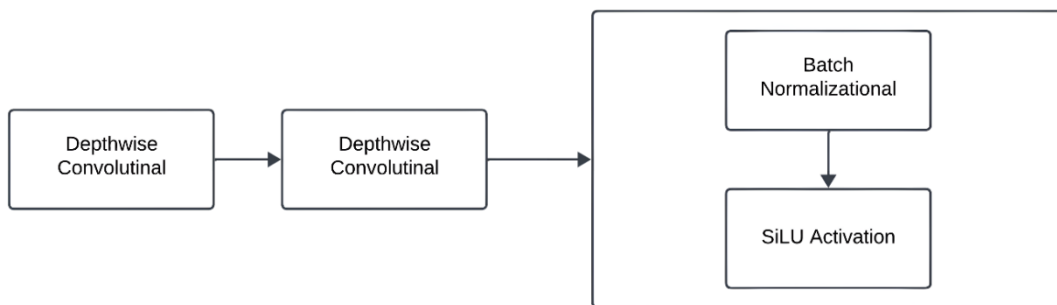 Depthwise
Convolutinal
Depthwise
Convolutinal
Batch
Normalizational
SiLU Activation